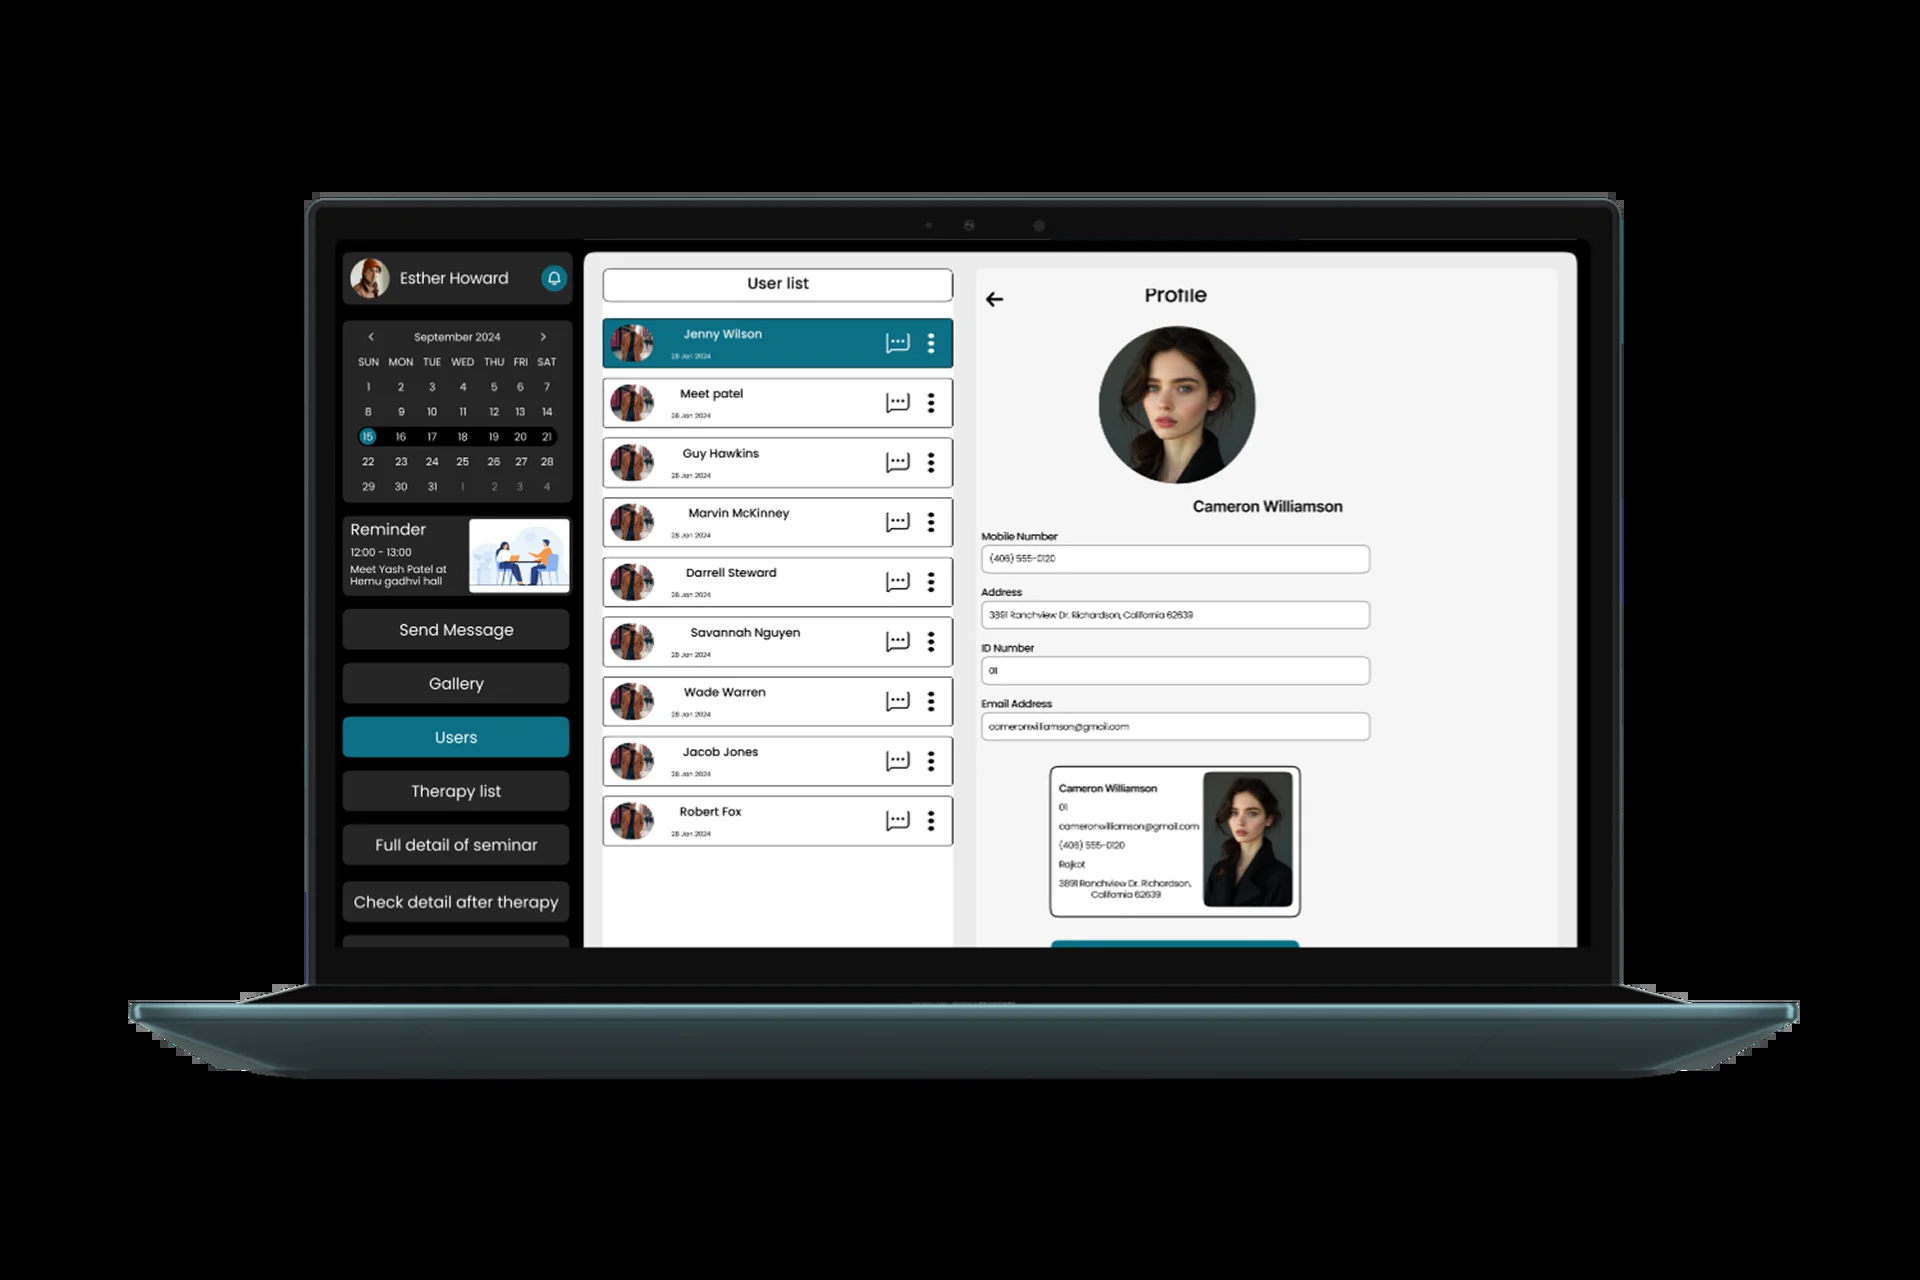 Esther Howard
September 2024
SUN MON TUE WED THU FRI SAT
1 2 3 4 5 6 7
8 9 10 11 12 13 14
15 16 17 18 19 20 21
22 23 24 25 26 27 28
29 30 31 1 2 3 4
Reminder
12:00 - 13:00
Meet Yash Patel at
Hemu gadhvi hall
Send Message
Gallery
Users
Therapy list
Full detail of seminar
Check detail after therapy
User list
Jenny Wilson
28 Jan 2024
Meet patel
28 Jan 2024
Guy Hawkins
28 Jan 2024
Marvin McKinney
28 Jan 2024
Darrell Steward
28 Jan 2024
Savannah Nguyen
28 Jan 2024
Wade Warren
28 Jan 2024
Jacob Jones
28 Jan 2024
Robert Fox
28 Jan 2024
Profile
Cameron Williamson
Mobile Number
(406) 555-0120
Address
3891 Ranchview Dr. Richardson, California 62639
ID Number
01
Email Address
cameronwilliamson@gmail.com
Cameron Williamson
01
cameronwilliamson@gmail.com
(406) 555-0120
Rajkot
3891 Ranchview Dr. Richardson,
California 62639